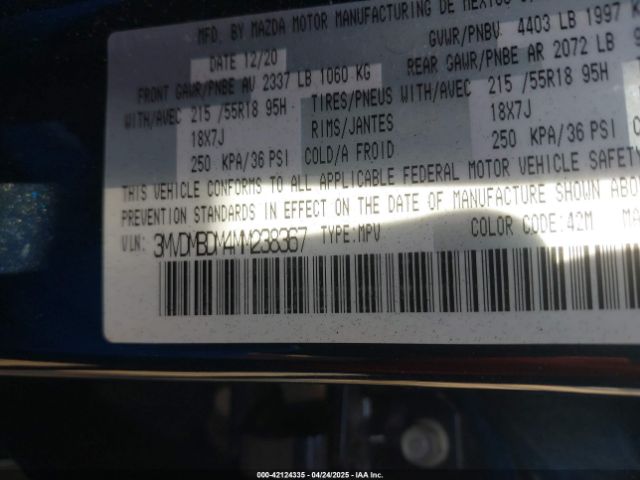 MFD. BY MAZDA MOTOR MANUFACTURING DE MEXICO
DATE 12/20 GVWR/PNBV. 4403 LB 1997
FRONT GAWR/PNBE AV 2337 LB 1060 KG REAR GAWR/PNBE AR 2072 LB
WITH/AVEC 215 /55R18 95H TIRES/PNEUS WITH/AVEC 215 /55R18 95H
18X7J RIMS/JANTES 18X7J
250 KPA/36 PSI COLD/A FROID 250 KPA/36 PSI
THIS VEHICLE CONFORMS TO ALL APPLICABLE FEDERAL MOTOR VEHICLE SAFETY
PREVENTION STANDARDS IN EFFECT ON THE DATE OF MANUFACTURE SHOWN
VIN: 3MVDMBDM4MM238367 TYPE:MPV COLOR CODE:42M
000-42124335 - 04/24/2025 - IAA Inc.